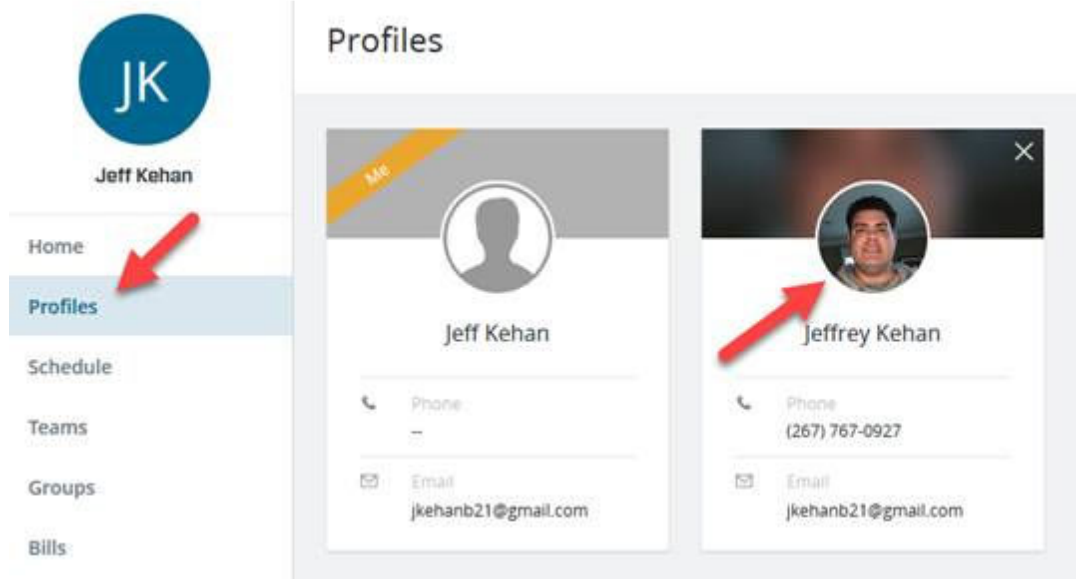 JK
Jeff Kehan
Home
Profiles
Schedule
Teams
Groups
Bills
Profiles
Me
Jeff Kehan
Phone
--
Email
jkehanb21@gmail.com
Jeffrey Kehan
Phone
(267) 767-0927
Email
jkehanb21@gmail.com